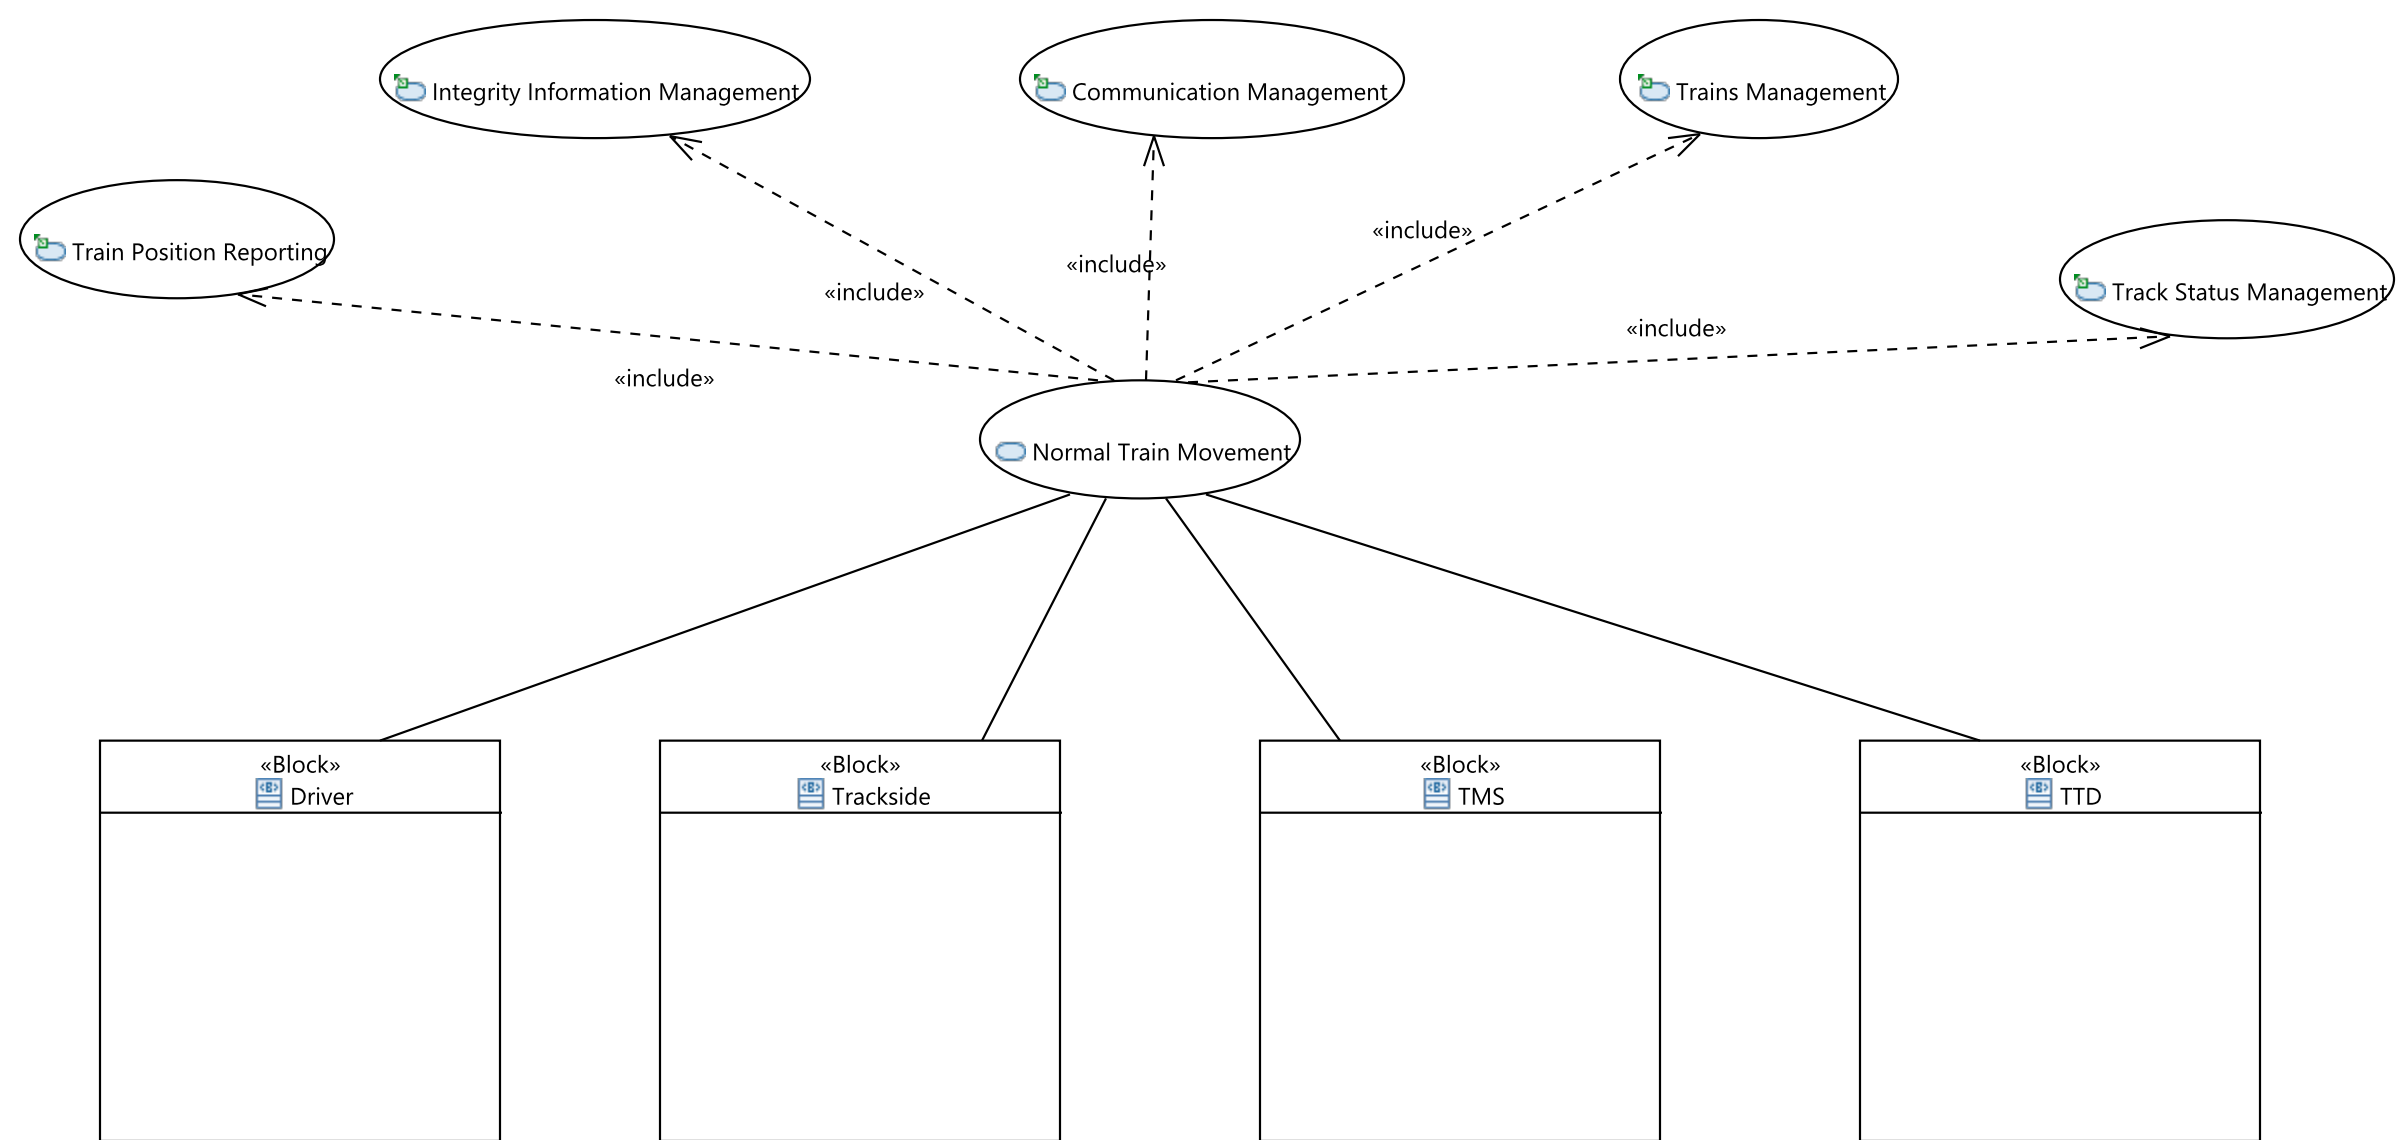 Integrity Information Management
Communication Management
Trains Management
Train Position Reporting
Track Status Management
«include»
«include»
«include»
«include»
«include»
Normal Train Movement
«Block»
Driver
«Block»
Trackside
«Block»
TMS
«Block»
TTD